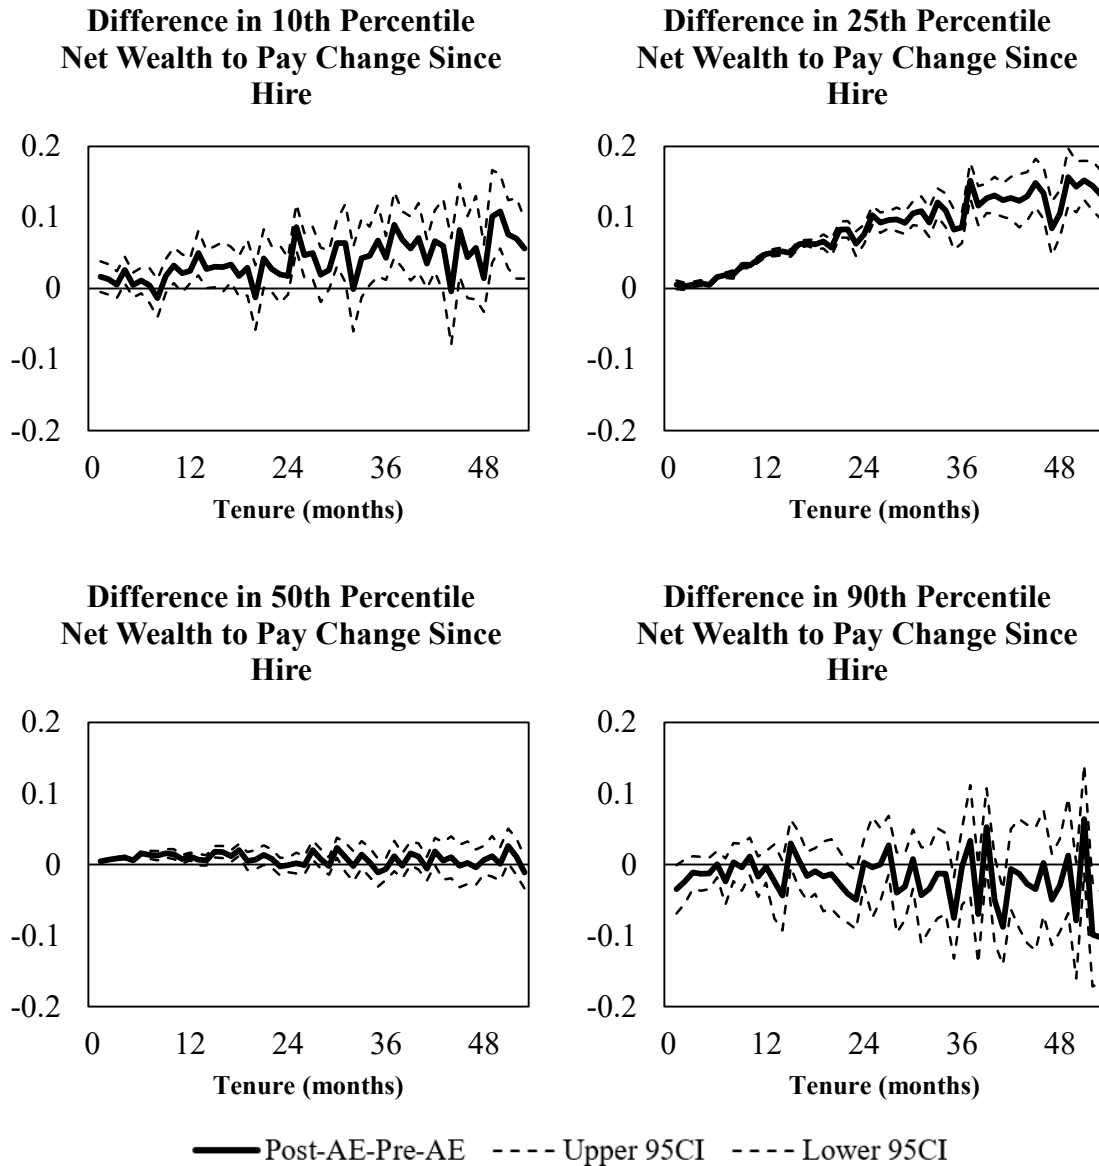 Difference in 10th Percentile
Net Wealth to Pay Change Since
Hire
0.2
0.1
0
-0.1
-0.2
0 12 24 36 48
Tenure (months)
Difference in 25th Percentile
Net Wealth to Pay Change Since
Hire
0.2
0.1
0
-0.1
-0.2
0 12 24 36 48
Tenure (months)
Difference in 50th Percentile
Net Wealth to Pay Change Since
Hire
0.2
0.1
0
-0.1
-0.2
0 12 24 36 48
Tenure (months)
Difference in 90th Percentile
Net Wealth to Pay Change Since
Hire
0.2
0.1
0
-0.1
-0.2
0 12 24 36 48
Tenure (months)
Post-AE-Pre-AE Upper 95CI Lower 95CI